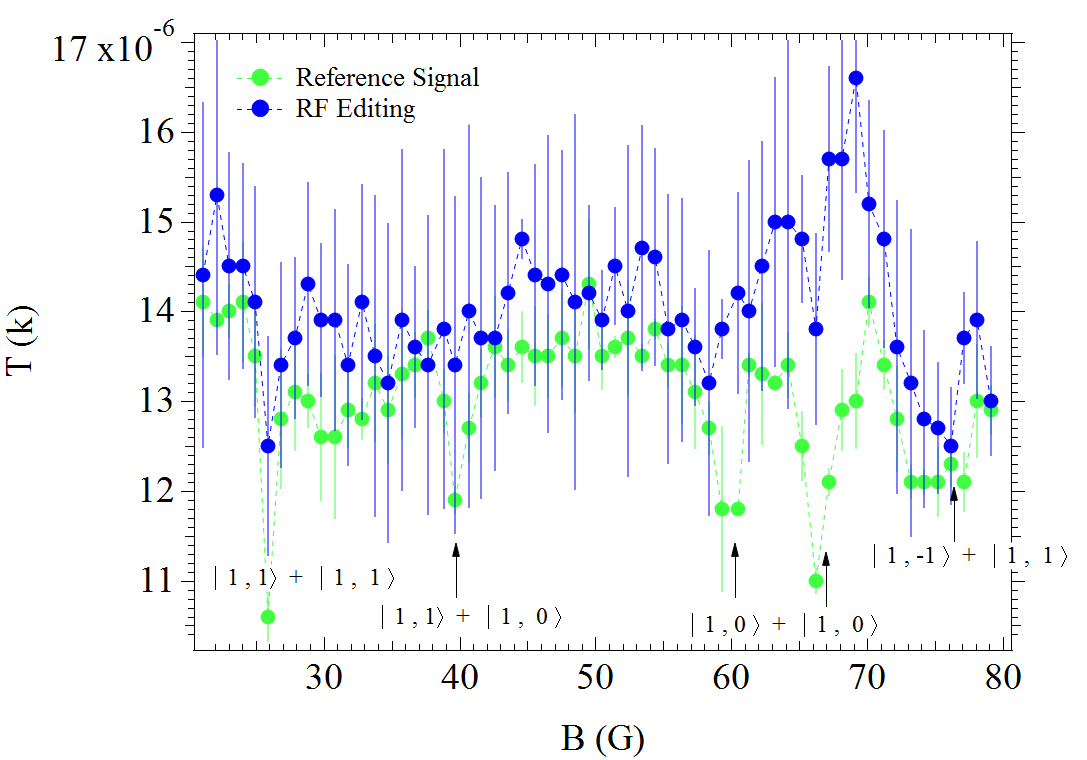 17 x10-6
Reference Signal
RF Editing
16
15
14
13
12
11
T (k)
| 1 , 1⟩ + | 1 , 1 ⟩
| 1 , 1⟩ + | 1 , 0 ⟩
| 1 ,0⟩ + | 1 , 0 ⟩
| 1 ,-1⟩ + | 1 , 1 ⟩
30 40 50 60 70 80
B (G)